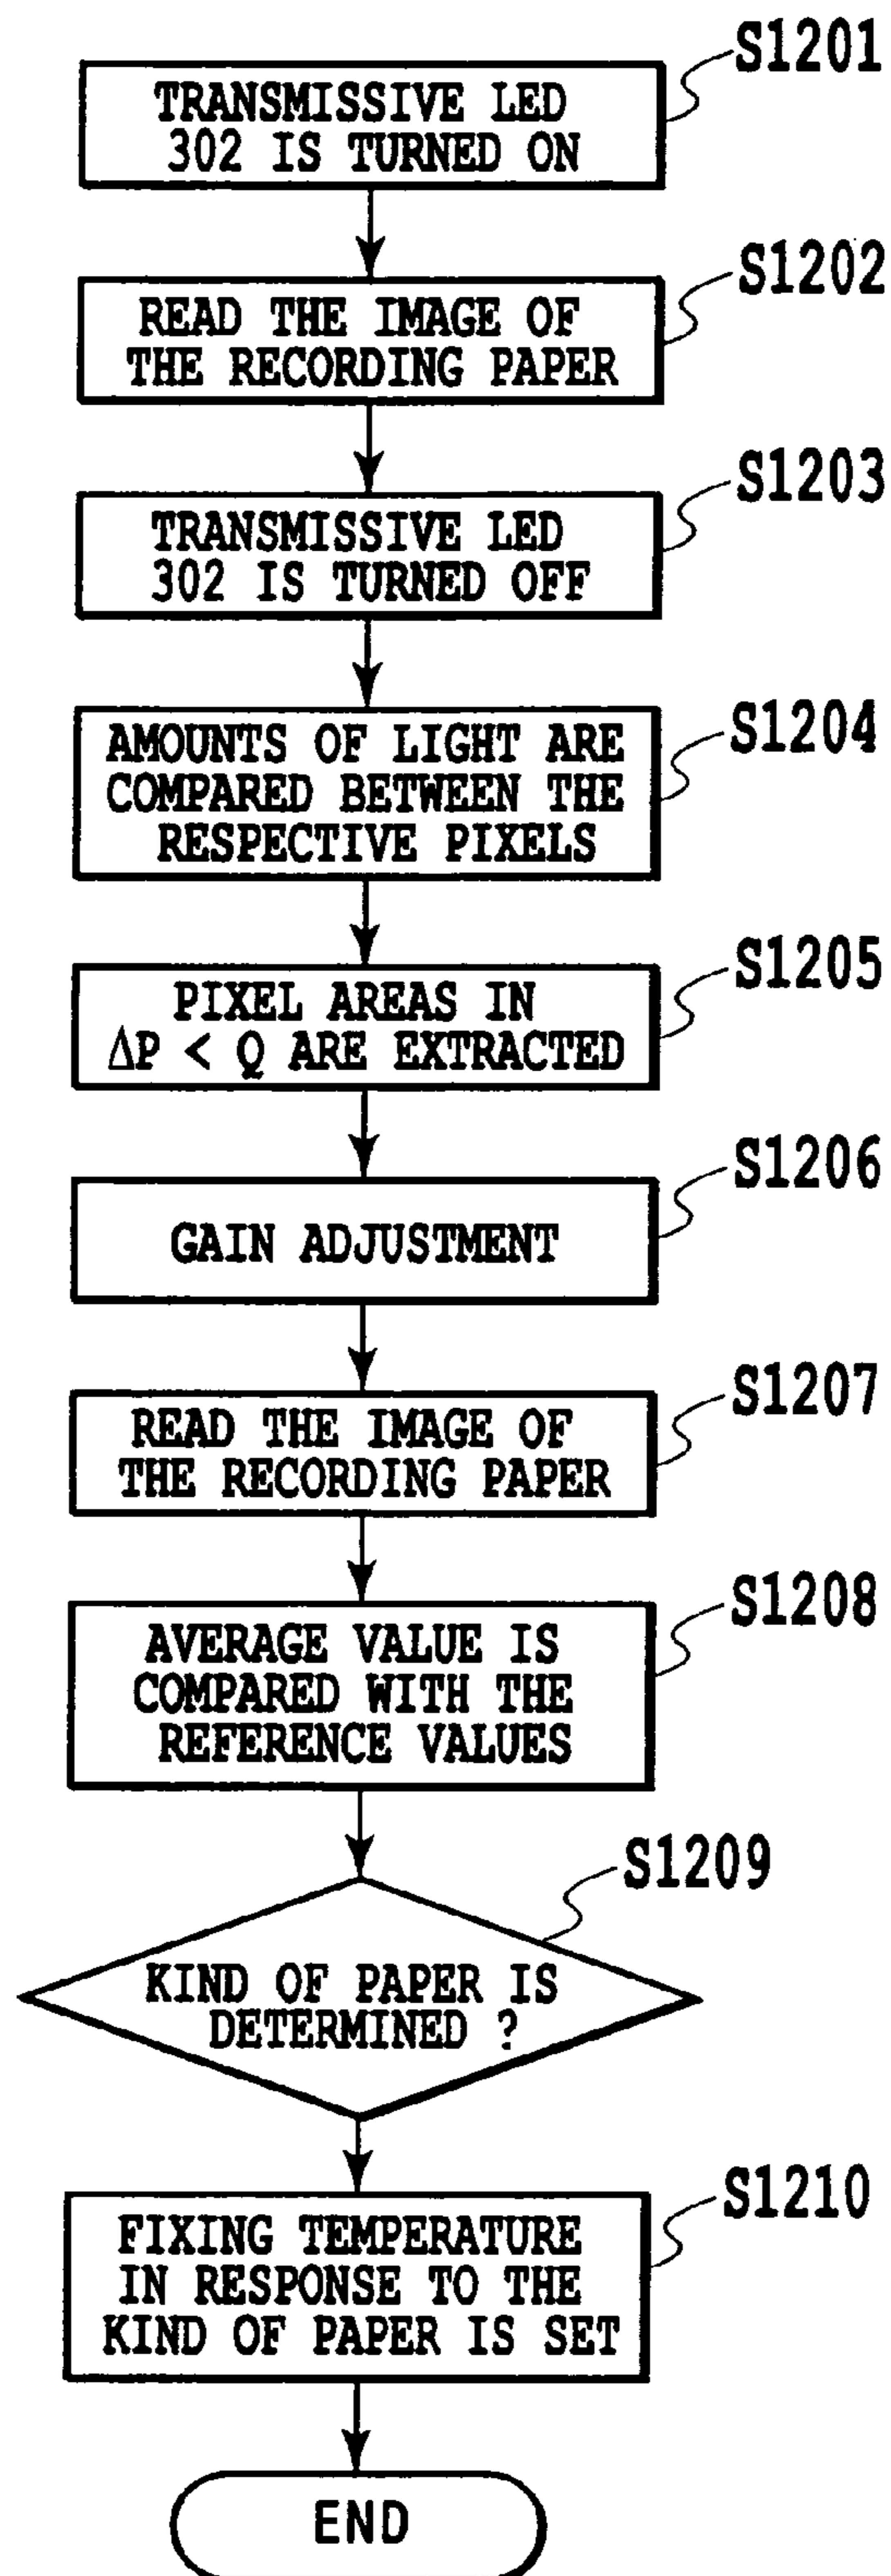 S1201
TRANSMISSIVE LED
302 IS TURNED ON
S1202
READ THE IMAGE OF
THE RECORDING PAPER
S1203
TRANSMISSIVE LED
302 IS TURNED OFF
S1204
AMOUNTS OF LIGHT ARE
COMPARED BETWEEN THE
RESPECTIVE PIXELS
S1205
PIXEL AREAS IN
ΔP < Q ARE EXTRACTED
S1206
GAIN ADJUSTMENT
S1207
READ THE IMAGE OF
THE RECORDING PAPER
S1208
AVERAGE VALUE IS
COMPARED WITH THE
REFERENCE VALUES
S1209
KIND OF PAPER IS
DETERMINED ?
S1210
FIXING TEMPERATURE
IN RESPONSE TO THE
KIND OF PAPER IS SET
END